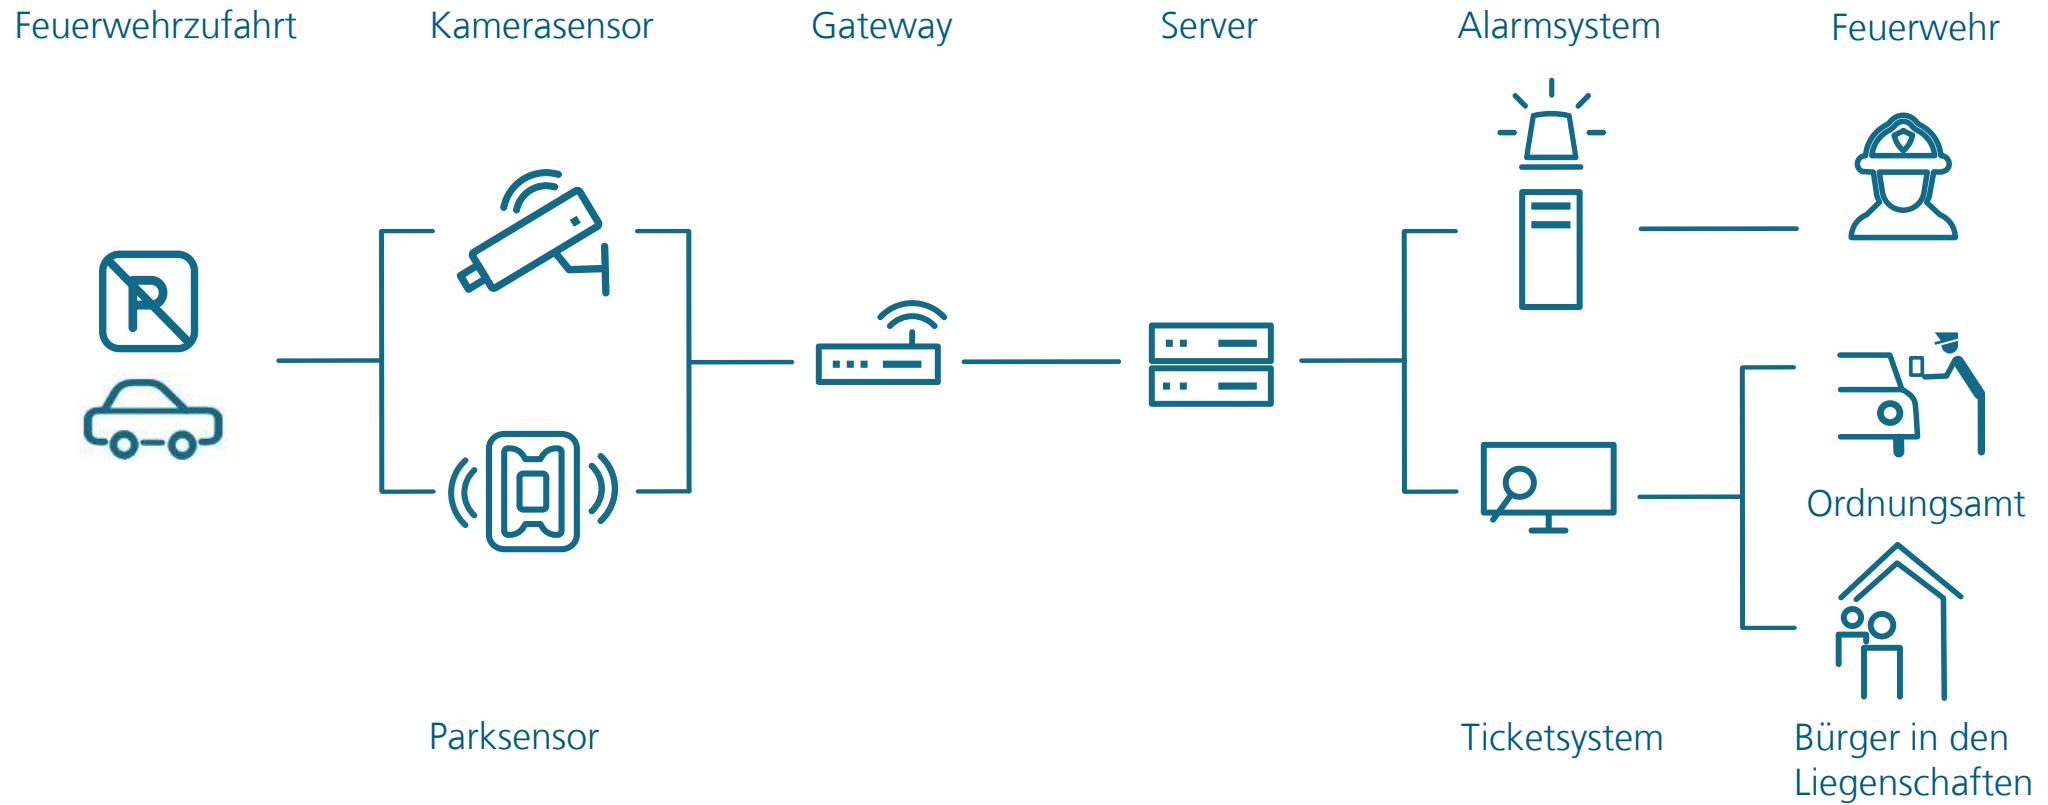 Feuerwehrzufahrt
Kamerasensor
Gateway
Server
Alarmsystem
Feuerwehr
P
Ordnungsamt
Parksensor
Ticketsystem
Bürger in den
Liegenschaften